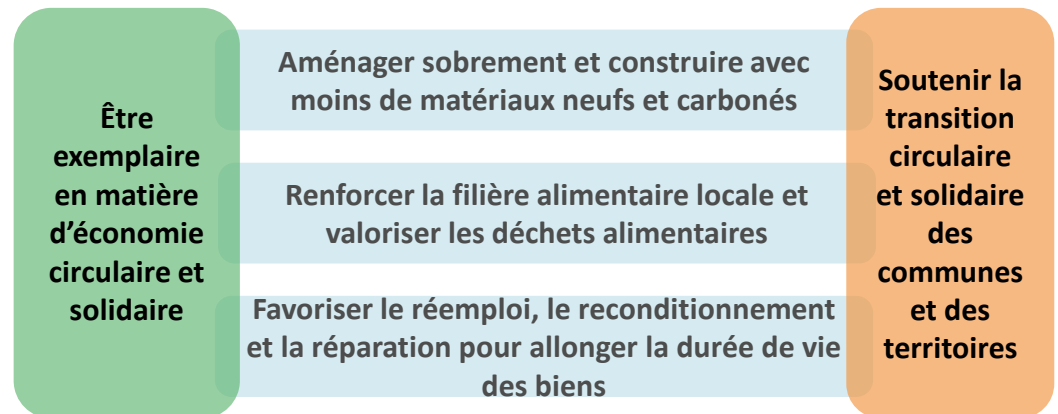 Être
exemplaire
en matière
d’économie
circulaire et
solidaire
Aménager sobrement et construire avec
moins de matériaux neufs et carbonés
Renforcer la filière alimentaire locale et
valoriser les déchets alimentaires
Favoriser le réemploi, le reconditionnement
et la réparation pour allonger la durée de vie
des biens
Soutenir la
transition
circulaire
et solidaire
des
communes
et des
territoires